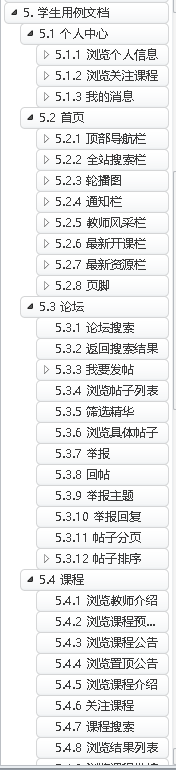 5. 学生用例文档
5.1 个人中心
5.1.1 浏览个人信息
5.1.2 浏览关注课程
5.1.3 我的消息
5.2 首页
5.2.1 顶部导航栏
5.2.2 全站搜索栏
5.2.3 轮播图
5.2.4 通知栏
5.2.5 教师风采栏
5.2.6 最新开课栏
5.2.7 最新资源栏
5.2.8 页脚
5.3 论坛
5.3.1 论坛搜索
5.3.2 返回搜索结果
5.3.3 我要发帖
5.3.4 浏览帖子列表
5.3.5 筛选精华
5.3.6 浏览具体帖子
5.3.7 举报
5.3.8 回帖
5.3.9 举报主题
5.3.10 举报回复
5.3.11 帖子分页
5.3.12 帖子排序
5.4 课程
5.4.1 浏览教师介绍
5.4.2 浏览课程预...
5.4.3 浏览课程公告
5.4.4 浏览置顶公告
5.4.5 浏览课程介绍
5.4.6 关注课程
5.4.7 课程搜索
5.4.8 浏览结果列表